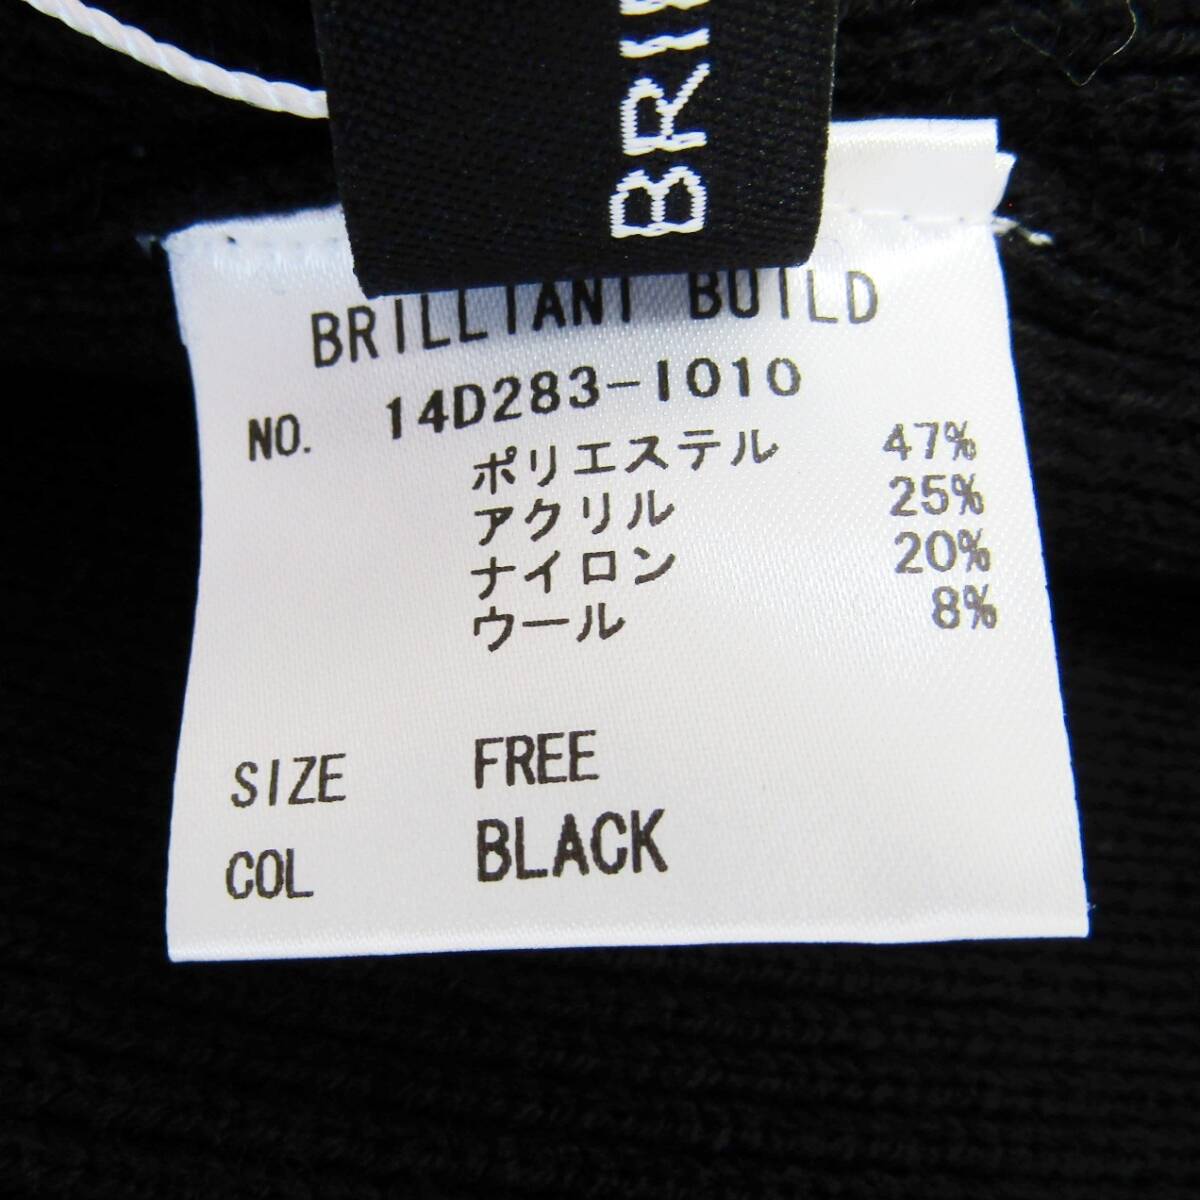 BRI
BRILLIANT BUILD
NO. 14D283-1010
ポリエステル 47%
アクリル 25%
ナイロン 20%
ウール 8%
SIZE FREE
COL BLACK